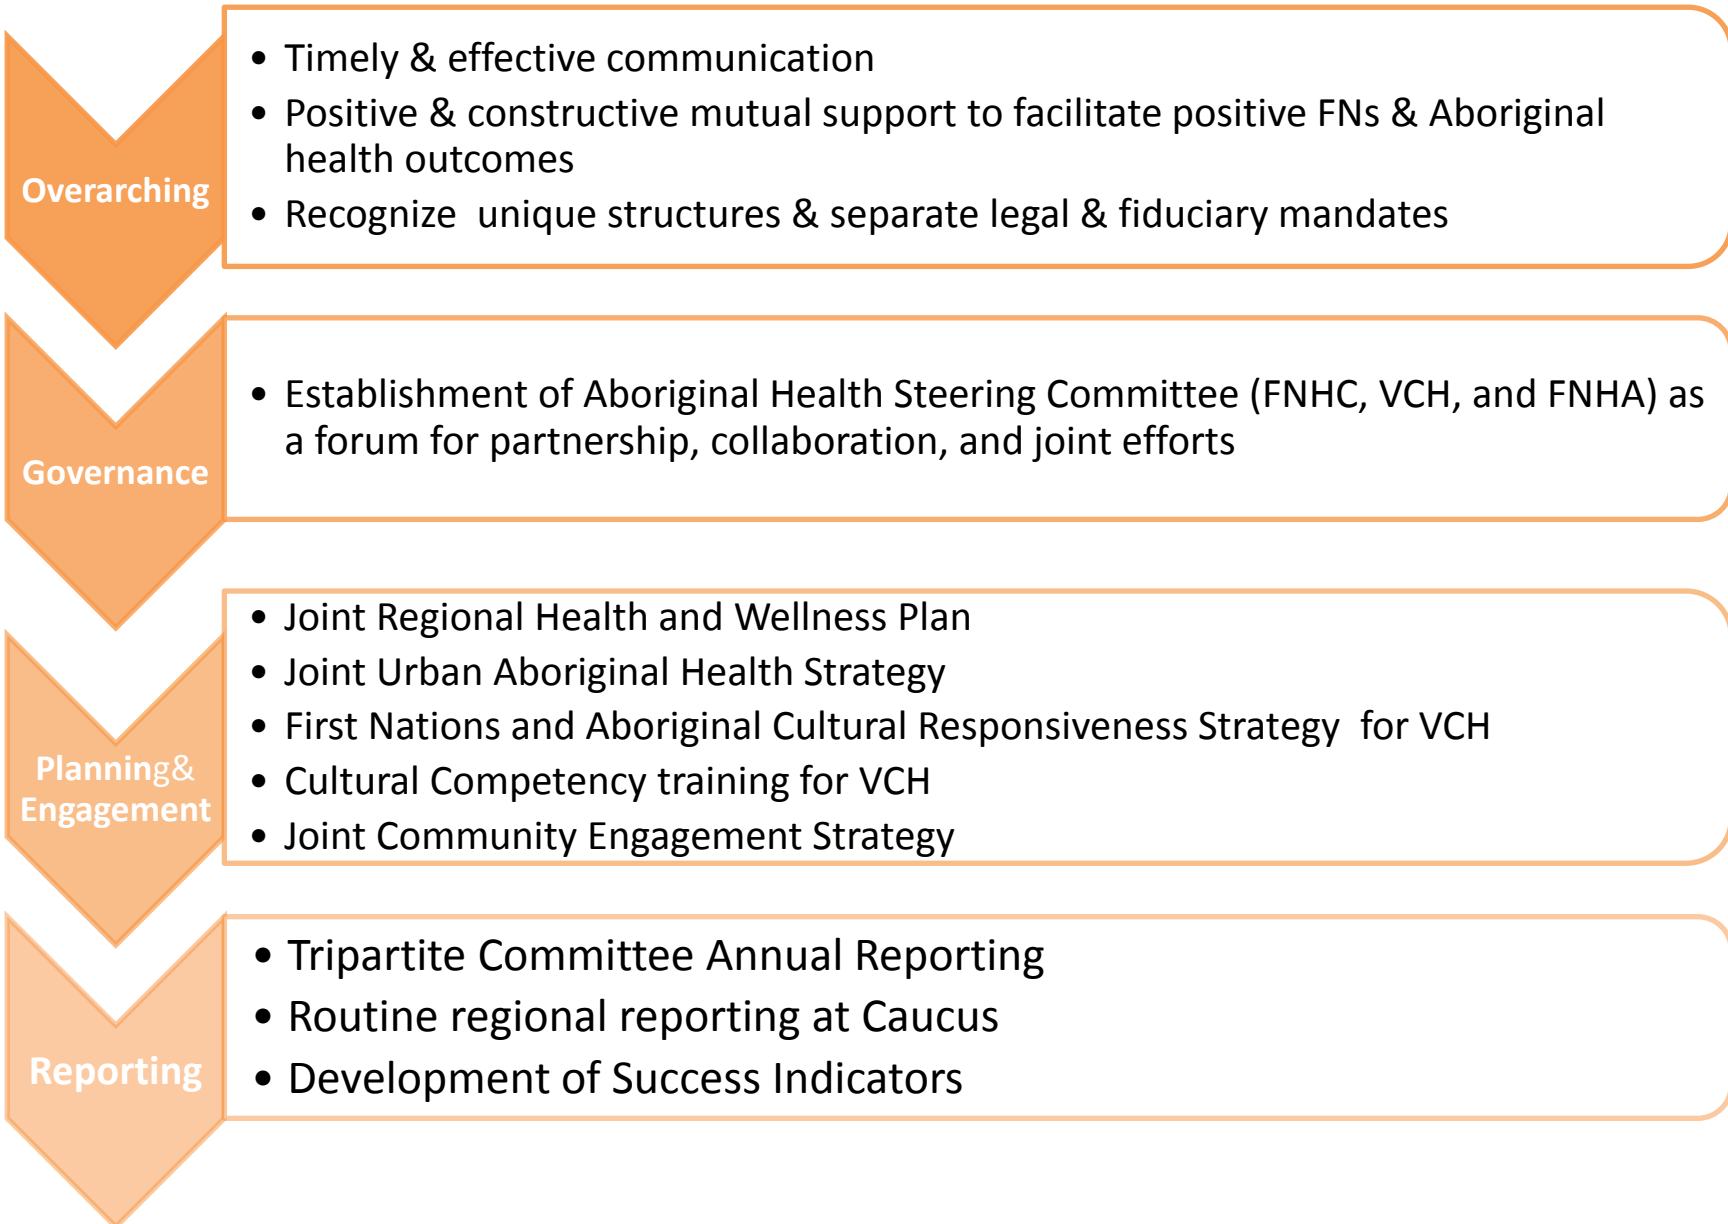 Overarching
• Timely & effective communication
• Positive & constructive mutual support to facilitate positive FNs & Aboriginal
health outcomes
• Recognize  unique structures & separate legal & fiduciary mandates
Governance
• Establishment of Aboriginal Health Steering Committee (FNHC, VCH, and FNHA) as
a forum for partnership, collaboration, and joint efforts
Planning&
Engagement
• Joint Regional Health and Wellness Plan
• Joint Urban Aboriginal Health Strategy
• First Nations and Aboriginal Cultural Responsiveness Strategy  for VCH
• Cultural Competency training for VCH
• Joint Community Engagement Strategy
Reporting
• Tripartite Committee Annual Reporting
• Routine regional reporting at Caucus
• Development of Success Indicators